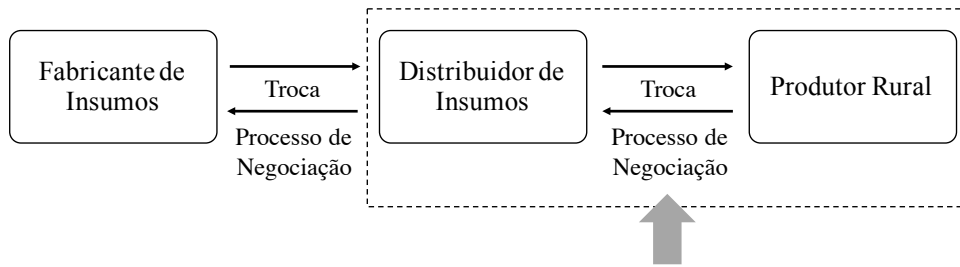 Fabricante de
Insumos
Troca
Processo de
Negociação
Distribuidor de
Insumos
Troca
Processo de
Negociação
Produtor Rural